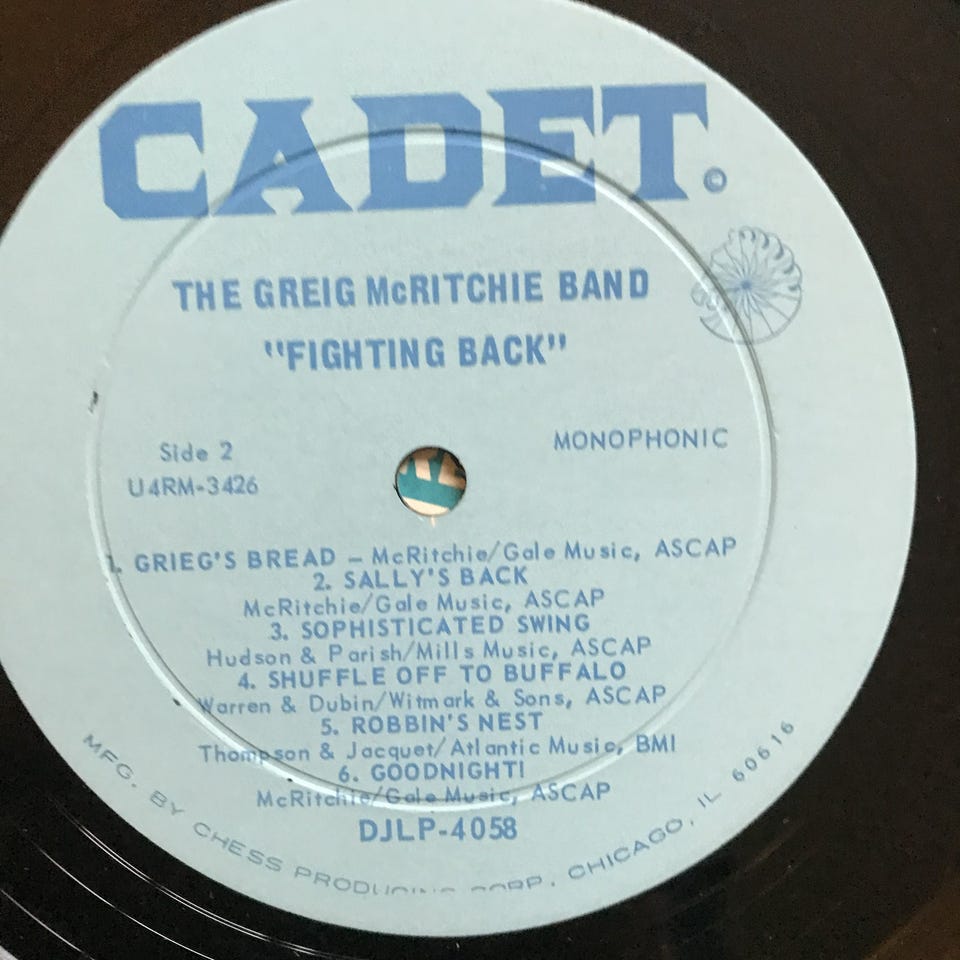 CADET. ©
THE GREIG McRITCHIE BAND
"FIGHTING BACK"
Side 2
MONOPHONIC
U4RM-3426
1. GRIEG'S BREAD – McRitchie/Gale Music, ASCAP
2. SALLY'S BACK
McRitchie/Gale Music, ASCAP
3. SOPHISTICATED SWING
Hudson & Parish/Mills Music, ASCAP
4. SHUFFLE OFF TO BUFFALO
Warren & Dubin/Witmark & Sons, ASCAP
5. ROBBIN'S NEST
Thompson & Jacquet/Atlantic Music, BMI
6. GOODNIGHT!
McRitchie/Gale Music, ASCAP
DJLP-4058
MFG. BY CHESS PRODUCING CORP. CHICAGO, IL 60616